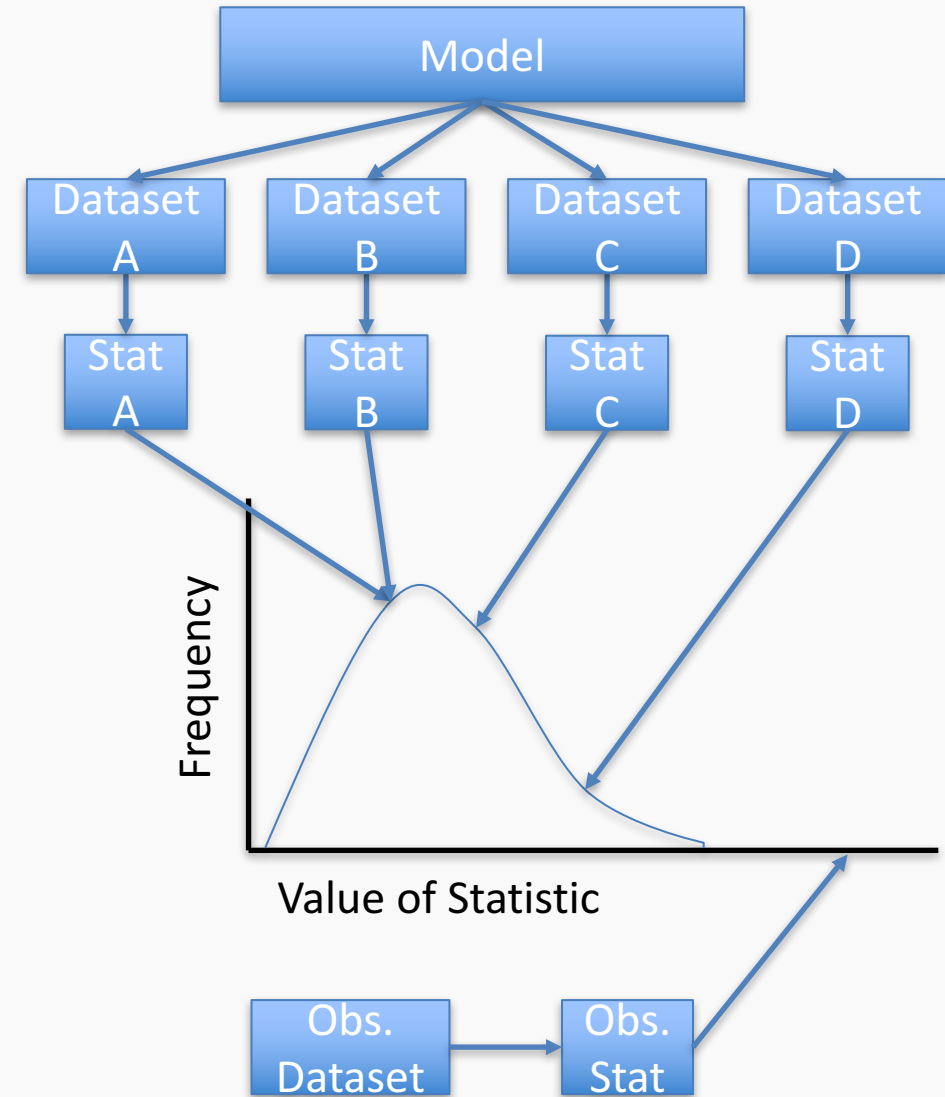 Model
Dataset
A
Dataset
B
Dataset
C
Dataset
D
Stat
A
Stat
B
Stat
C
Stat
D
Frequency
Value of Statistic
Obs.
Dataset
Obs.
Stat